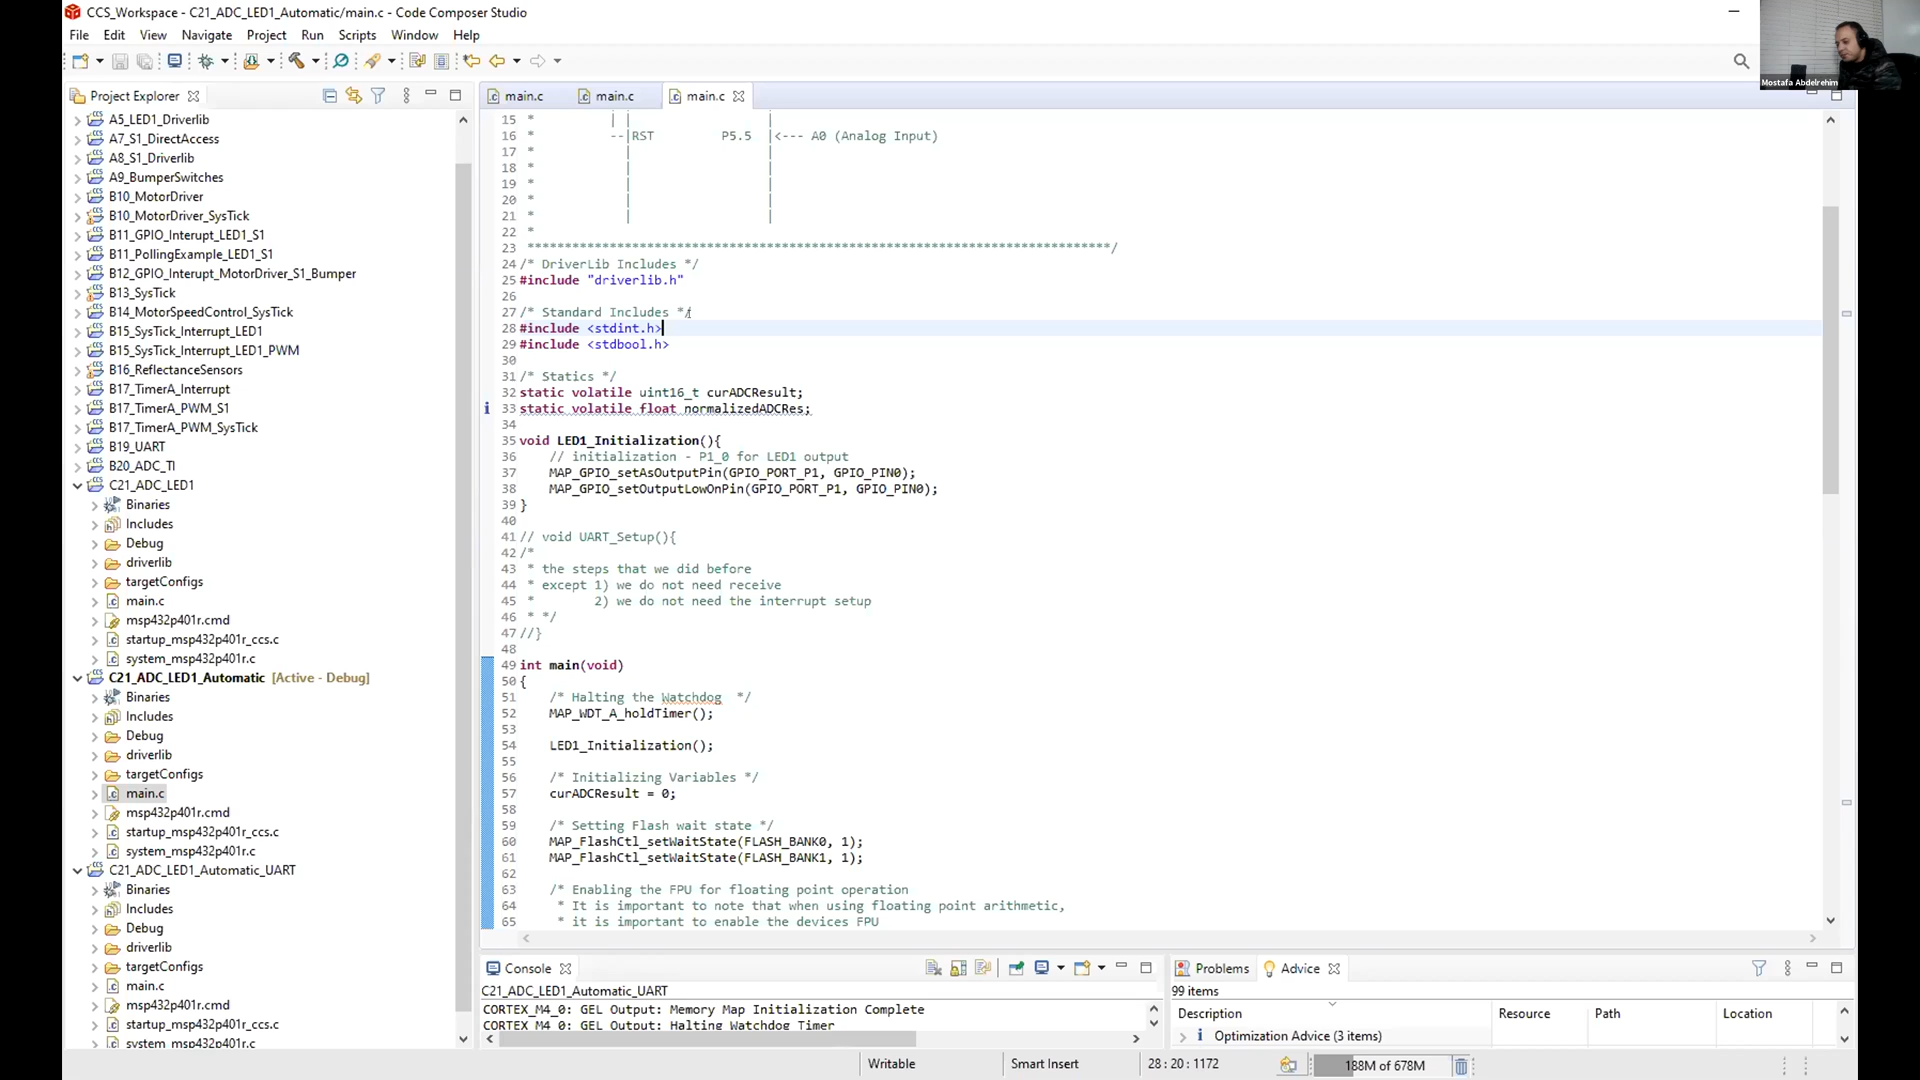 CCS_Workspace - C21_ADC_LED1_Automatic/main.c - Code Composer Studio
File Edit View Navigate Project Run Scripts Window Help
Mostafa Abdelrehim
Project Explorer
A5_LED1_Driverlib
A7_S1_DirectAccess
A8_S1_Driverlib
A9_BumperSwitches
B10_MotorDriver
B10_MotorDriver_SysTick
B11_GPIO_Interupt_LED1_S1
B11_PollingExample_LED1_S1
B12_GPIO_Interupt_MotorDriver_S1_Bumper
B13_SysTick
B14_MotorSpeedControl_SysTick
B15_SysTick_Interrupt_LED1
B15_SysTick_Interrupt_LED1_PWM
B16_ReflectanceSensors
B17_TimerA_Interrupt
B17_TimerA_PWM_S1
B17_TimerA_PWM_SysTick
B19_UART
B20_ADC_TI
C21_ADC_LED1
Binaries
Includes
Debug
driverlib
targetConfigs
main.c
msp432p401r.cmd
startup_msp432p401r_ccs.c
system_msp432p401r.c
C21_ADC_LED1_Automatic [Active - Debug]
Binaries
Includes
Debug
driverlib
targetConfigs
main.c
msp432p401r.cmd
startup_msp432p401r_ccs.c
system_msp432p401r.c
C21_ADC_LED1_Automatic_UART
Binaries
Includes
Debug
driverlib
targetConfigs
main.c
msp432p401r.cmd
startup_msp432p401r_ccs.c
system_msp432p401r.c
main.c main.c main.c
15 * | | |
16 * --|RST P5.5 |<--- A0 (Analog Input)
17 * | |
18 * | |
19 * | |
20 * | |
21 * | |
22 *
23 ******************************************************************************/
24 /* DriverLib Includes */
25 #include "driverlib.h"
26
27 /* Standard Includes */
28 #include <stdint.h>
29 #include <stdbool.h>
30
31 /* Statics */
32 static volatile uint16_t curADCResult;
33 static volatile float normalizedADCRes;
34
35 void LED1_Initialization(){
36 // initialization - P1_0 for LED1 output
37 MAP_GPIO_setAsOutputPin(GPIO_PORT_P1, GPIO_PIN0);
38 MAP_GPIO_setOutputLowOnPin(GPIO_PORT_P1, GPIO_PIN0);
39 }
40
41 // void UART_Setup(){
42 /*
43 * the steps that we did before
44 * except 1) we do not need receive
45 * 2) we do not need the interrupt setup
46 * */
47 //}
48
49 int main(void)
50 {
51 /* Halting the Watchdog */
52 MAP_WDT_A_holdTimer();
53
54 LED1_Initialization();
55
56 /* Initializing Variables */
57 curADCResult = 0;
58
59 /* Setting Flash wait state */
60 MAP_FlashCtl_setWaitState(FLASH_BANK0, 1);
61 MAP_FlashCtl_setWaitState(FLASH_BANK1, 1);
62
63 /* Enabling the FPU for floating point operation
64 * It is important to note that when using floating point arithmetic,
65 * it is important to enable the devices FPU
Console
C21_ADC_LED1_Automatic_UART
CORTEX_M4_0: GEL Output: Memory Map Initialization Complete
CORTEX_M4_0: GEL Output: Halting Watchdog Timer
Problems Advice
99 items
Description Resource Path Location
Optimization Advice (3 items)
Writable Smart Insert 28 : 20 : 1172 188M of 678M